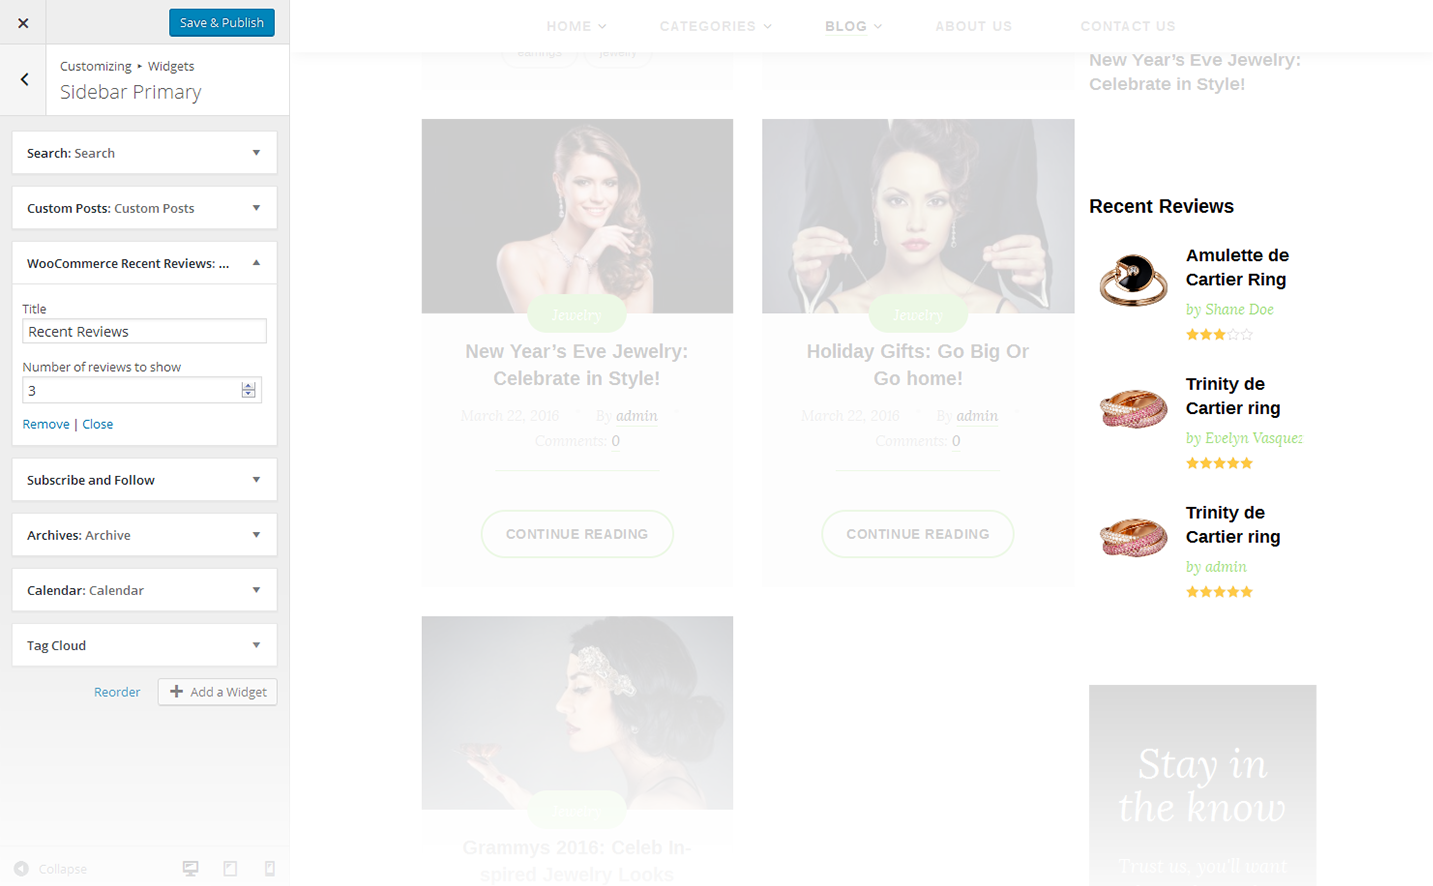 Save & Publish
Customizing ▸ Widgets
Sidebar Primary
Search: Search
Custom Posts: Custom Posts
WooCommerce Recent Reviews: ...
Title
Recent Reviews
Number of reviews to show
3
Remove | Close
Subscribe and Follow
Archives: Archive
Calendar: Calendar
Tag Cloud
Reorder
Add a Widget
Collapse
HOME
CATEGORIES
BLOG
ABOUT US
CONTACT US
earrings
jewelry
Jewelry
New Year’s Eve Jewelry:
Celebrate in Style!
March 22, 2016
By admin
Comments: 0
CONTINUE READING
Jewelry
Holiday Gifts: Go Big Or
Go home!
March 22, 2016
By admin
Comments: 0
CONTINUE READING
Jewelry
Grammys 2016: Celeb In-
spired Jewelry Looks
New Year’s Eve Jewelry:
Celebrate in Style!
Recent Reviews
Amulette de
Cartier Ring
by Shane Doe
Trinity de
Cartier ring
by Evelyn Vasquez
Trinity de
Cartier ring
by admin
Stay in
the know
Trust us, you'll want